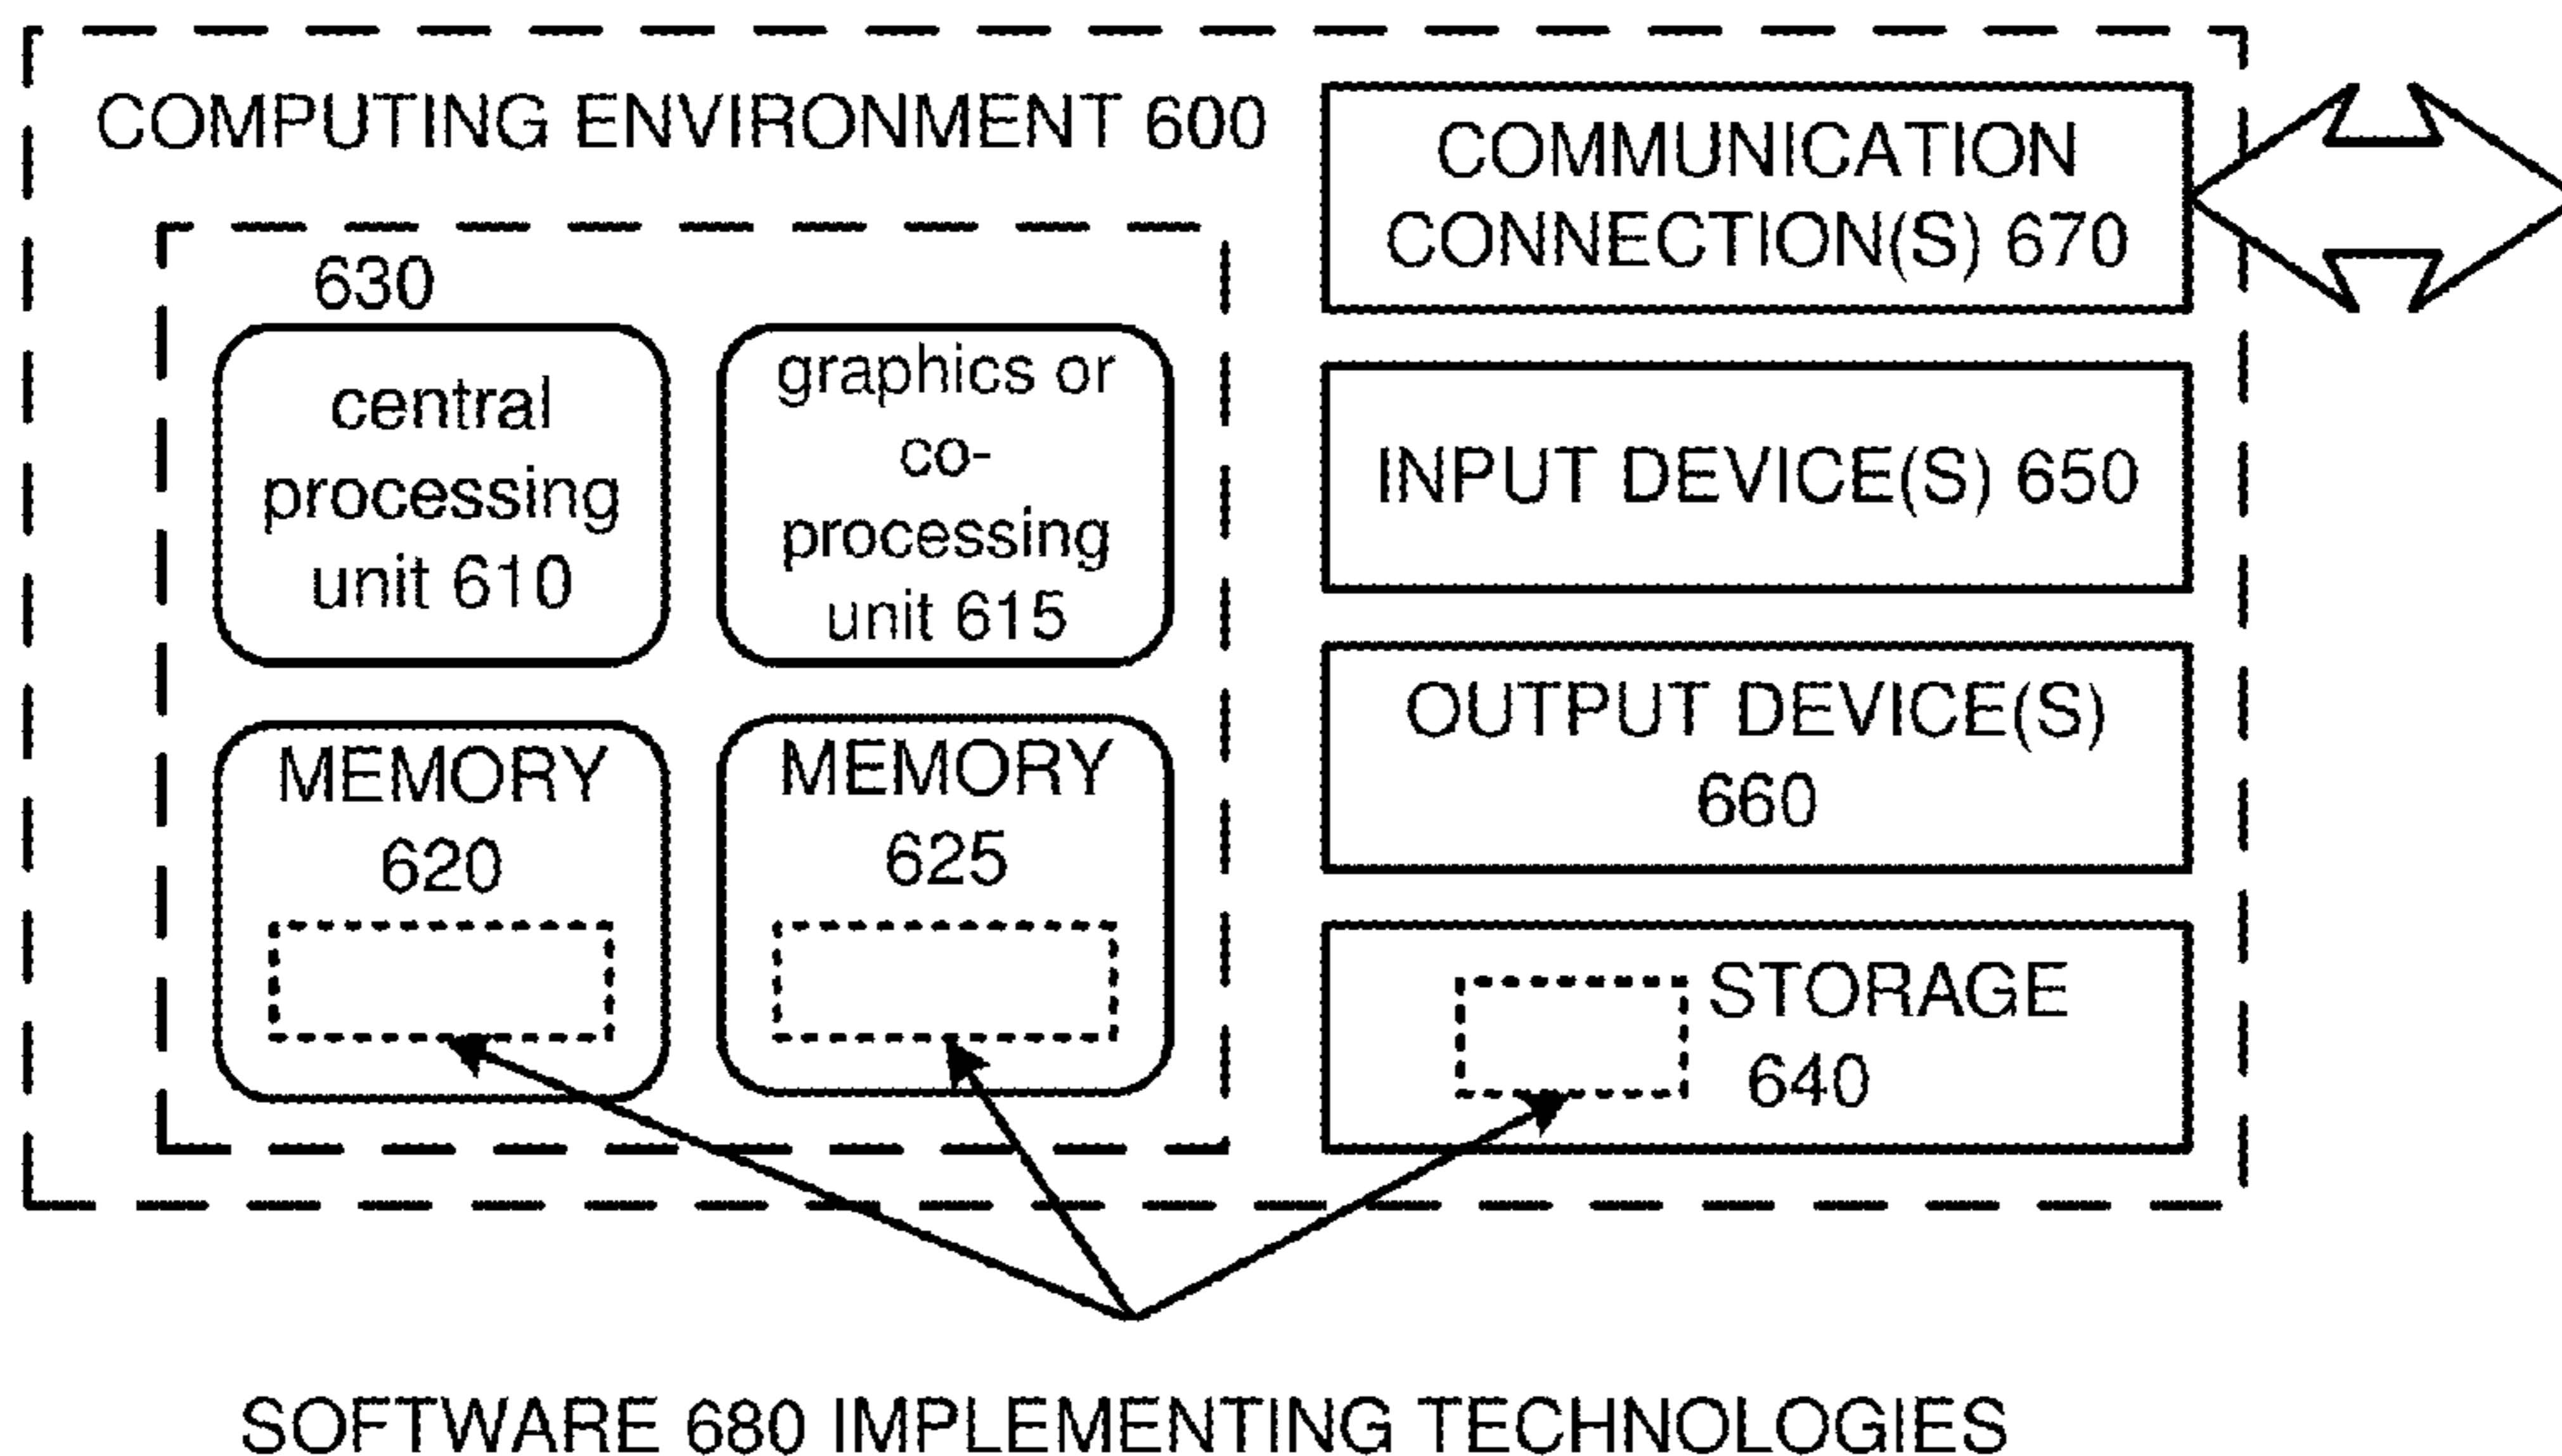 COMPUTING ENVIRONMENT 600
630
central
processing
unit 610
graphics or
co-
processing
unit 615
MEMORY
620
MEMORY
625
COMMUNICATION
CONNECTION(S) 670
INPUT DEVICE(S) 650
OUTPUT DEVICE(S)
660
STORAGE
640
SOFTWARE 680 IMPLEMENTING TECHNOLOGIES